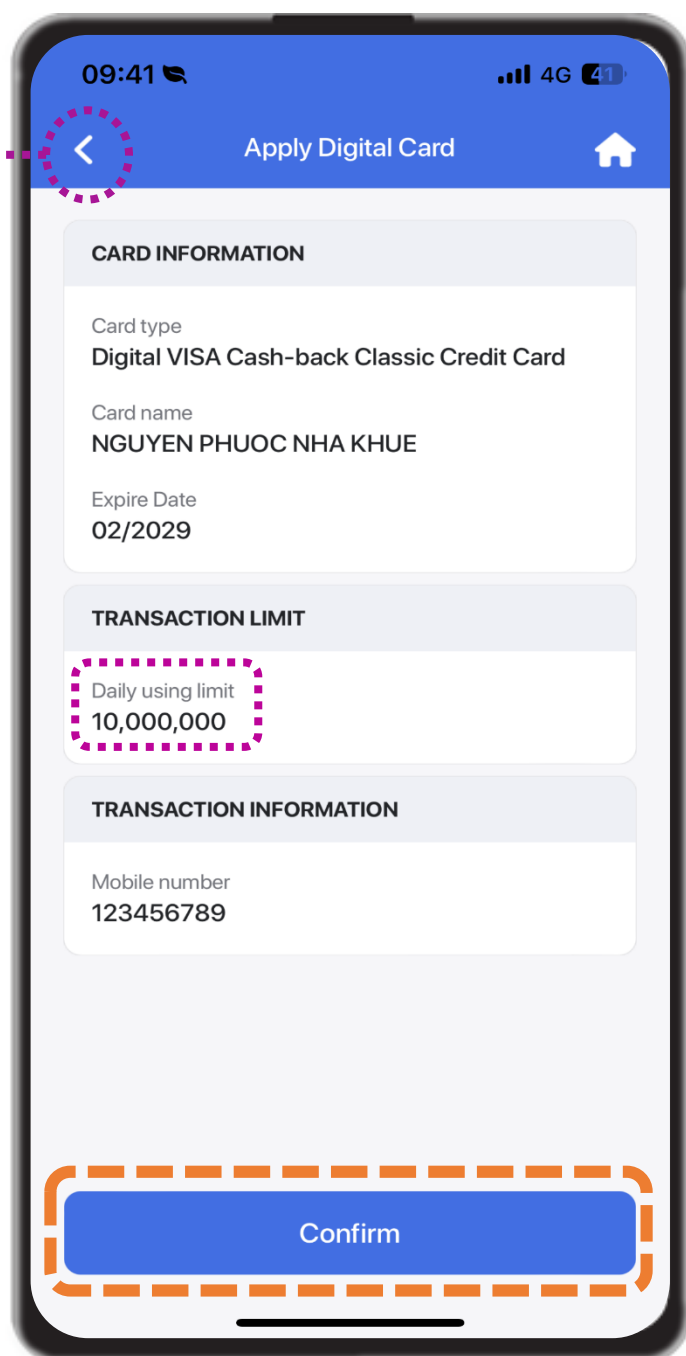 09:41 4G 41
Apply Digital Card
CARD INFORMATION
Card type
Digital VISA Cash-back Classic Credit Card
Card name
NGUYEN PHUOC NHA KHUE
Expire Date
02/2029
TRANSACTION LIMIT
Daily using limit
10,000,000
TRANSACTION INFORMATION
Mobile number
123456789
Confirm